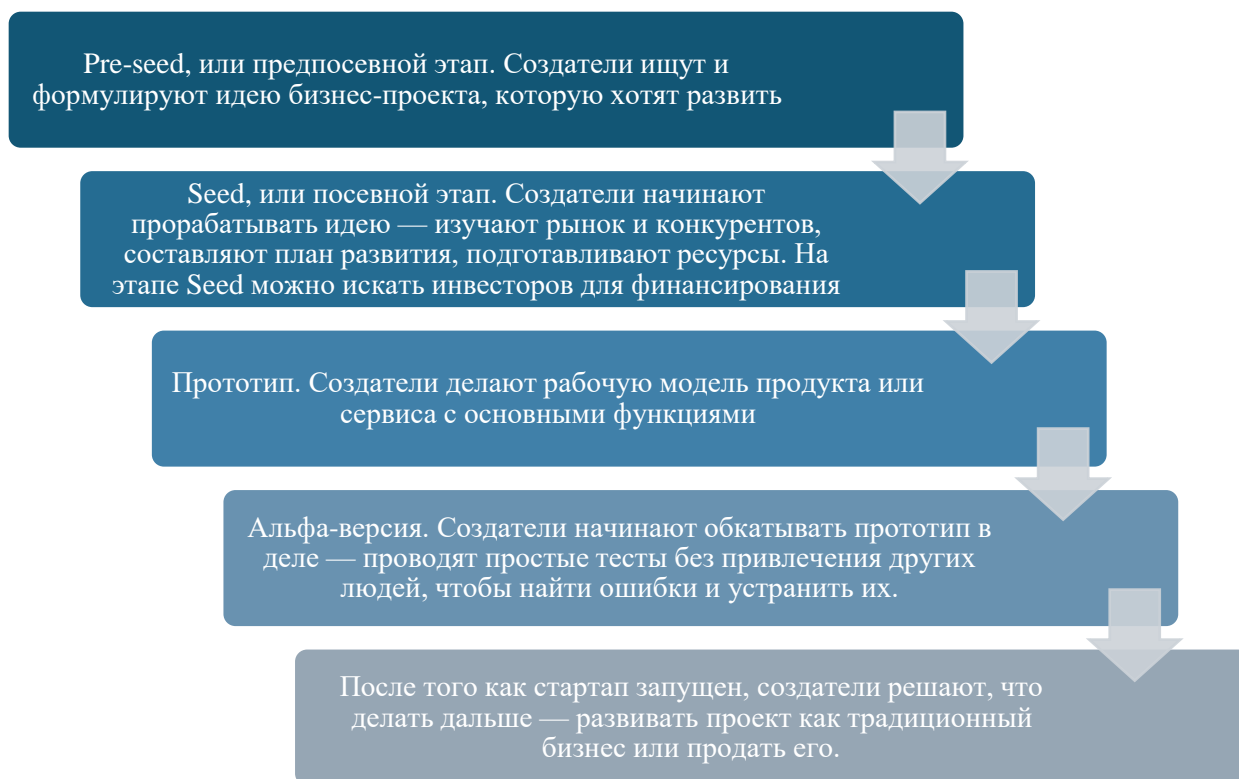 Pre-seed, или предпосевной этап. Создатели ищут и
формулируют идею бизнес-проекта, которую хотят развить
Seed, или посевной этап. Создатели начинают
прорабатывать идею — изучают рынок и конкурентов,
составляют план развития, подготавливают ресурсы. На
этапе Seed можно искать инвесторов для финансирования
Прототип. Создатели делают рабочую модель продукта или
сервиса с основными функциями
Альфа-версия. Создатели начинают обкатывать прототип в
деле — проводят простые тесты без привлечения других
людей, чтобы найти ошибки и устранить их.
После того как стартап запущен, создатели решают, что
делать дальше — развивать проект как традиционный
бизнес или продать его.